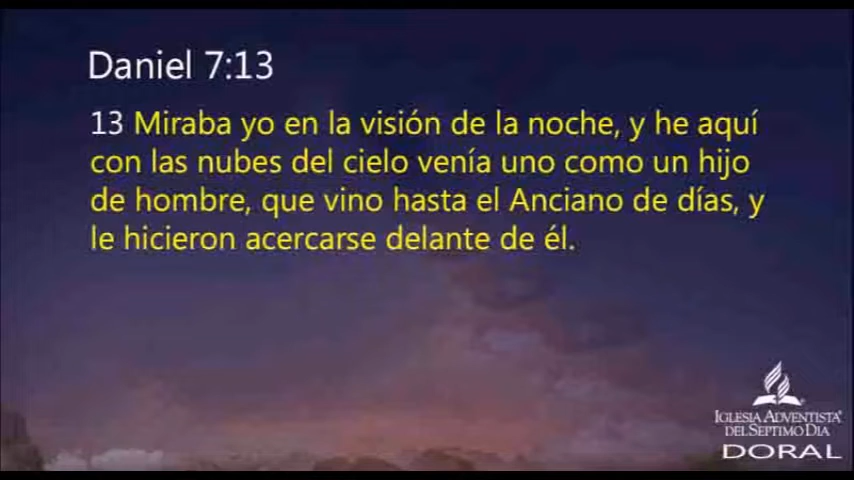 Daniel 7:13
13 Miraba yo en la visión de la noche, y he aquí
con las nubes del cielo venía uno como un hijo
de hombre, que vino hasta el Anciano de días, y
le hicieron acercarse delante de él.
IGLESIA ADVENTISTA
DEL SEPTIMO DIA
DORAL